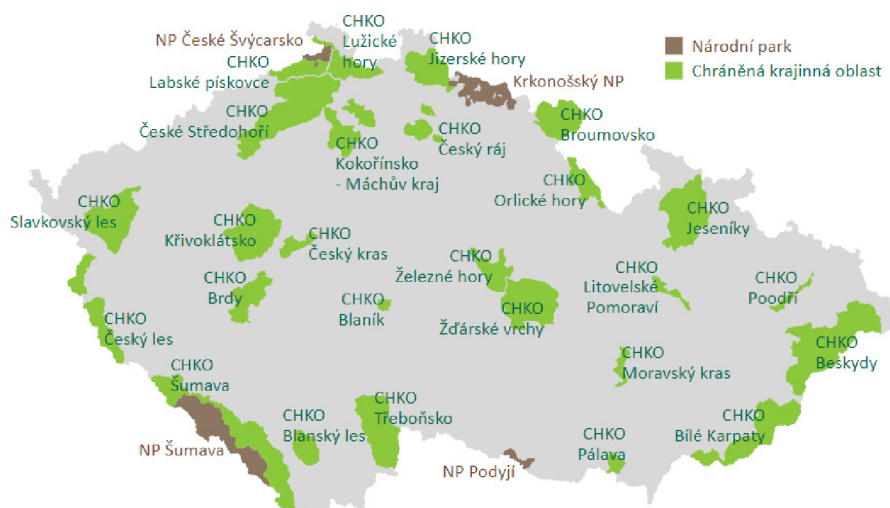 CHKO
Lužické
hory
NP České Švýcarsko
CHKO
Jizerské hory
Národní park
Chráněná krajinná oblast
CHKO
Labské pískovce
Krkonošský NP
CHKO
České Středohoří
CHKO
Kokořínsko
- Máchův kraj
CHKO
Český ráj
CHKO
Broumovsko
CHKO
Orlické hory
CHKO
Slavkovský les
CHKO
Křivoklátsko
CHKO
Český kras
CHKO
Jeseníky
CHKO
Železné hory
CHKO
Litovelské
Pomoraví
CHKO
Poodří
CHKO
Brdy
CHKO
Blaník
CHKO
Žďárské vrchy
CHKO
Český les
CHKO
Moravský kras
CHKO
Beskydy
CHKO
Šumava
CHKO
Třeboňsko
CHKO
Blanský les
CHKO
Bílé Karpaty
NP Šumava
NP Podyjí
CHKO
Pálava